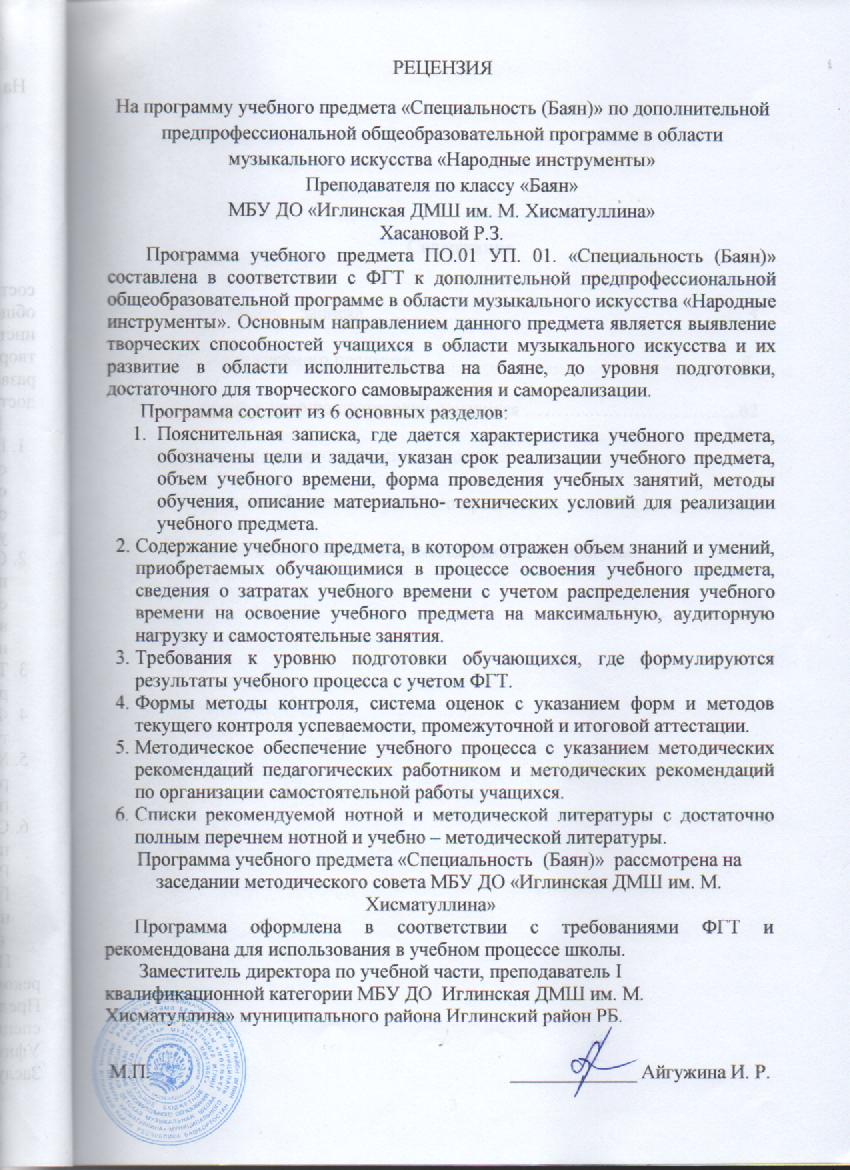 РЕЦЕНЗИЯ
На программу учебного предмета «Специальность (Баян)» по дополнительной
предпрофессиональной общеобразовательной программе в области
музыкального искусства «Народные инструменты»
Преподавателя по классу «Баян»
МБУ ДО «Иглинская ДМШ им. М. Хисматуллина»
Хасановой Р.З.
Программа учебного предмета ПО.01 УП. 01. «Специальность (Баян)»
составлена в соответствии с ФГТ к дополнительной предпрофессиональной
общеобразовательной программе в области музыкального искусства «Народные
инструменты». Основным направлением данного предмета является выявление
творческих способностей учащихся в области музыкального искусства и их
развитие в области исполнительства на баяне, до уровня подготовки,
достаточного для творческого самовыражения и самореализации.
Программа состоит из 6 основных разделов:
1. Пояснительная записка, где дается характеристика учебного предмета,
обозначены цели и задачи, указан срок реализации учебного предмета,
объем учебного времени, форма проведения учебных занятий, методы
обучения, описание материально- технических условий для реализации
учебного предмета.
2. Содержание учебного предмета, в котором отражен объем знаний и умений,
приобретаемых обучающимися в процессе освоения учебного предмета,
сведения о затратах учебного времени с учетом распределения учебного
времени на освоение учебного предмета на максимальную, аудиторную
нагрузку и самостоятельные занятия.
3. Требования к уровню подготовки обучающихся, где формулируются
результаты учебного процесса с учетом ФГТ.
4. Формы методы контроля, система оценок с указанием форм и методов
текущего контроля успеваемости, промежуточной и итоговой аттестации.
5. Методическое обеспечение учебного процесса с указанием методических
рекомендаций педагогических работником и методических рекомендаций
по организации самостоятельной работы учащихся.
6. Списки рекомендуемой нотной и методической литературы с достаточно
полным перечнем нотной и учебно – методической литературы.
Программа учебного предмета «Специальность (Баян)» рассмотрена на
заседании методического совета МБУ ДО «Иглинская ДМШ им. М.
Хисматуллина»
Программа оформлена в соответствии с требованиями ФГТ и
рекомендована для использования в учебном процессе школы.
Заместитель директора по учебной части, преподаватель I
квалификационной категории МБУ ДО Иглинская ДМШ им. М.
Хисматуллина» муниципального района Иглинский район РБ.
М.П. ______________ Айгужина И. Р.